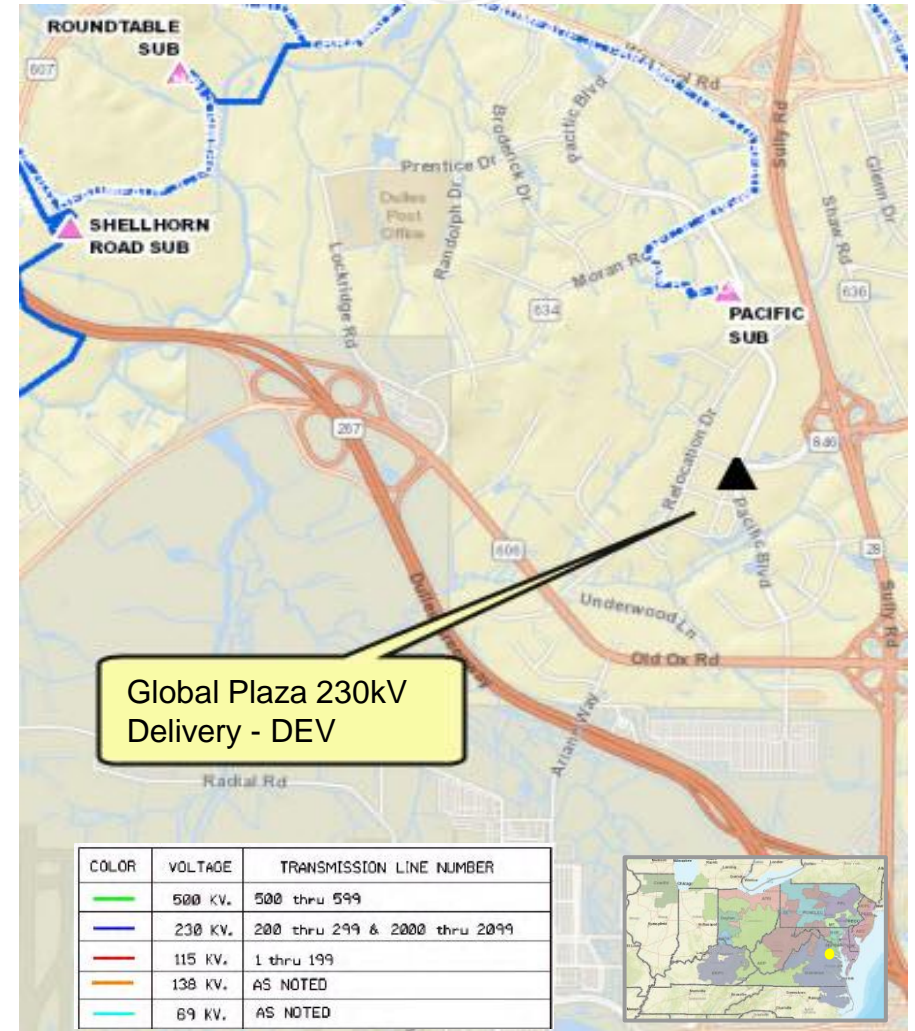 ROUNDTABLE
SUB
607
Rd
Pacific Blvd
Broderick Dr
Sully Rd
Glenn Dr
Prentice Dr
Dulles
Post
Office
Randolph Dr
Shaw Rd
SHELLHORN
ROAD SUB
Lockridge Rd
Moran Rd
634
636
PACIFIC
SUB
267
Relocation Dr
846
Pacific Blvd
606
28
Dulles Greenway
Underwood Ln
Sully Rd
Old Ox Rd
Global Plaza 230kV
Delivery - DEV
Ariane Way
Radial Rd
COLOR VOLTAGE TRANSMISSION LINE NUMBER
500 KV. 500 thru 599
230 KV. 200 thru 299 & 2000 thru 2099
115 KV. 1 thru 199
138 KV. AS NOTED
69 KV. AS NOTED